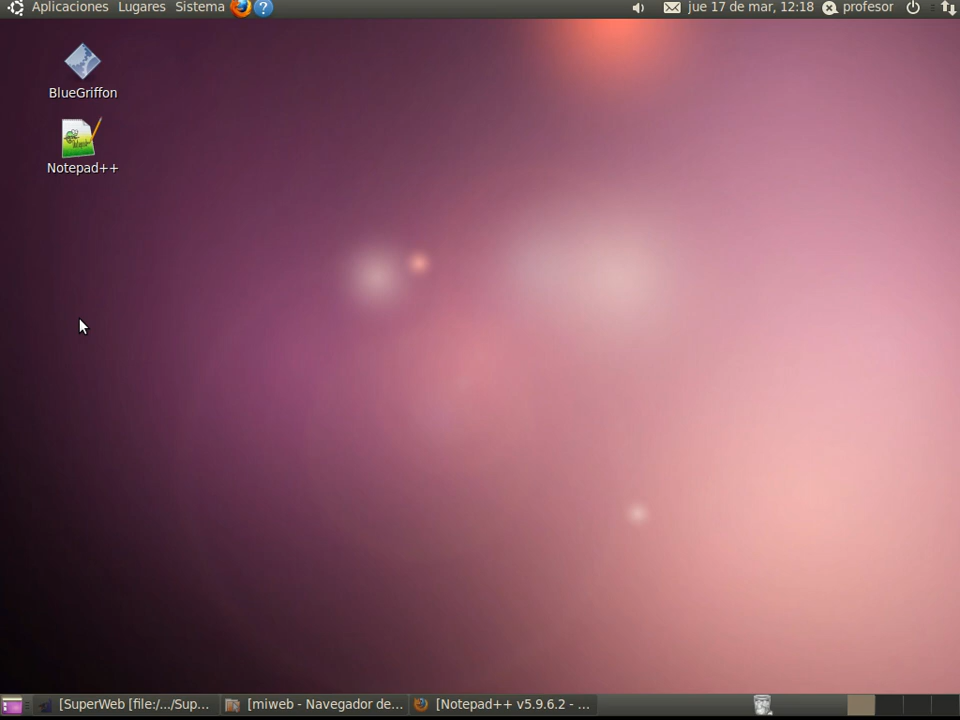 Aplicaciones Lugares Sistema ? jue 17 de mar, 12:18 profesor
BlueGriffon
Notepad++
[SuperWeb [file:/.../Sup... [miweb - Navegador de... [Notepad++ v5.9.6.2 - ...